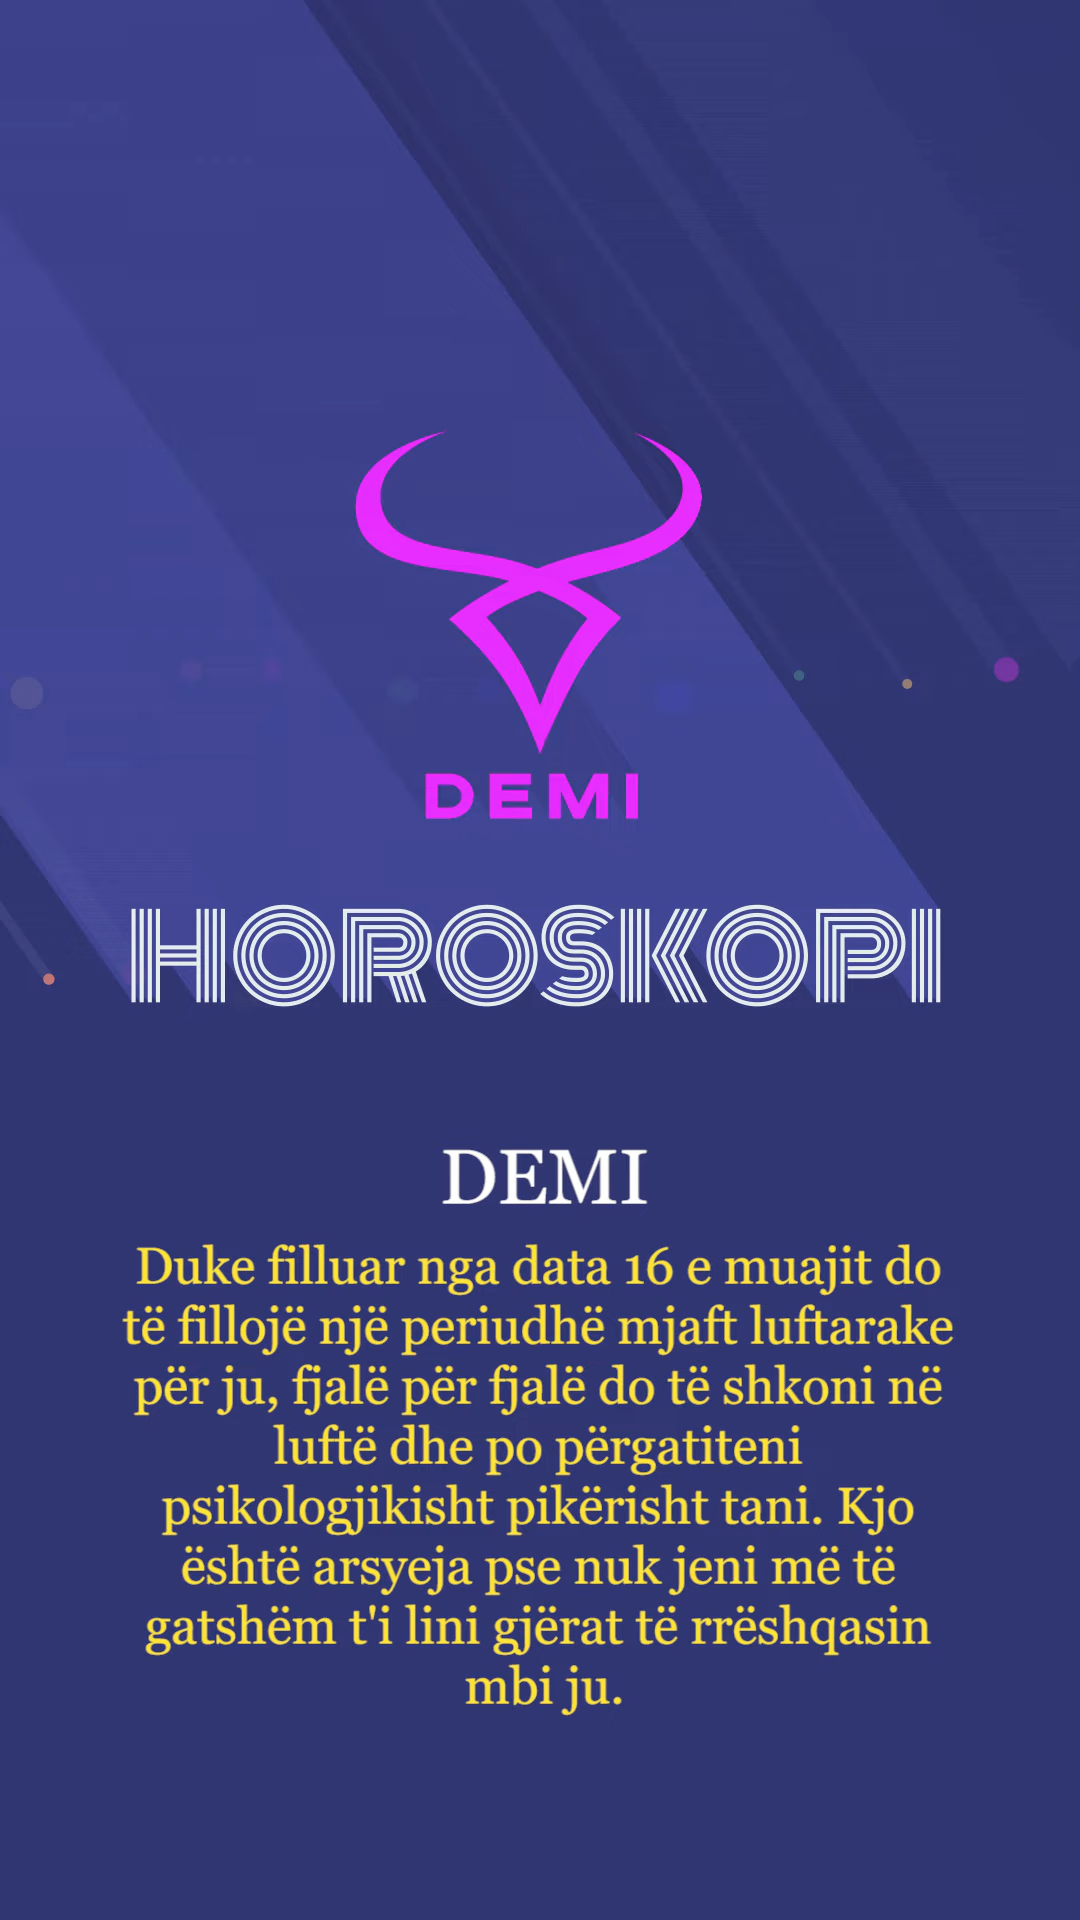 DEMI
HOROSKOPI
DEMI
Duke filluar nga data 16 e muajit do
të fillojë një periudhë mjaft luftarake
për ju, fjalë për fjalë do të shkoni në
luftë dhe po përgatiteni
psikologjikisht pikërisht tani. Kjo
është arsyeja pse nuk jeni më të
gatshëm t'i lini gjërat të rrëshqasin
mbi ju.